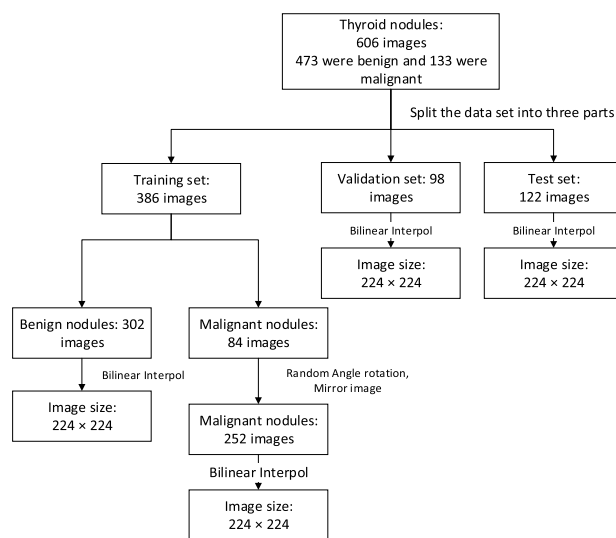 Thyroid nodules:
606 images
473 were benign and 133 were
malignant
Split the data set into three parts
Training set:
386 images
Validation set: 98
images
Test set:
122 images
Bilinear Interpol
Bilinear Interpol
Image size:
224 × 224
Image size:
224 × 224
Benign nodules: 302
images
Malignant nodules:
84 images
Bilinear Interpol
Random Angle rotation,
Mirror image
Image size:
224 × 224
Malignant nodules:
252 images
Bilinear Interpol
Image size:
224 × 224